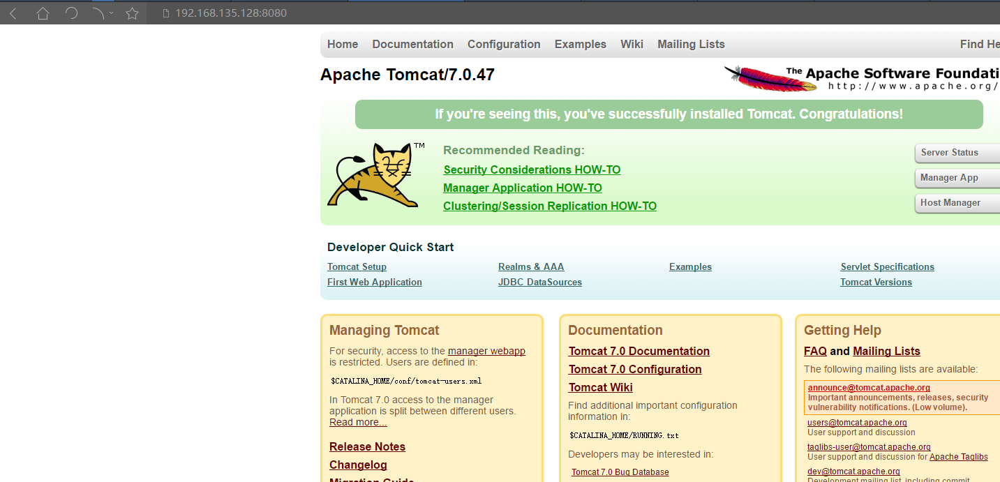 192.168.135.128:8080
Home Documentation Configuration Examples Wiki Mailing Lists Find He
Apache Tomcat/7.0.47
The Apache Software Foundati
http://www.apache.org/
If you're seeing this, you've successfully installed Tomcat. Congratulations!
TM
Recommended Reading:
Security Considerations HOW-TO
Manager Application HOW-TO
Clustering/Session Replication HOW-TO
Server Status
Manager App
Host Manager
Developer Quick Start
Tomcat Setup
First Web Application
Realms & AAA
JDBC DataSources
Examples
Servlet Specifications
Tomcat Versions
Managing Tomcat
For security, access to the manager webapp
is restricted. Users are defined in:
$CATALINA_HOME/conf/tomcat-users.xml
In Tomcat 7.0 access to the manager
application is split between different users.
Read more...
Release Notes
Changelog
Migration Guide
Documentation
Tomcat 7.0 Documentation
Tomcat 7.0 Configuration
Tomcat Wiki
Find additional important configuration
information in:
$CATALINA_HOME/RUNNING.txt
Developers may be interested in:
Tomcat 7.0 Bug Database
Getting Help
FAQ and Mailing Lists
The following mailing lists are available:
announce@tomcat.apache.org
Important announcements, releases, security
vulnerability notifications. (Low volume).
users@tomcat.apache.org
User support and discussion
taglibs-user@tomcat.apache.org
User support and discussion for Apache Taglibs
dev@tomcat.apache.org
Development mailing list, including commit